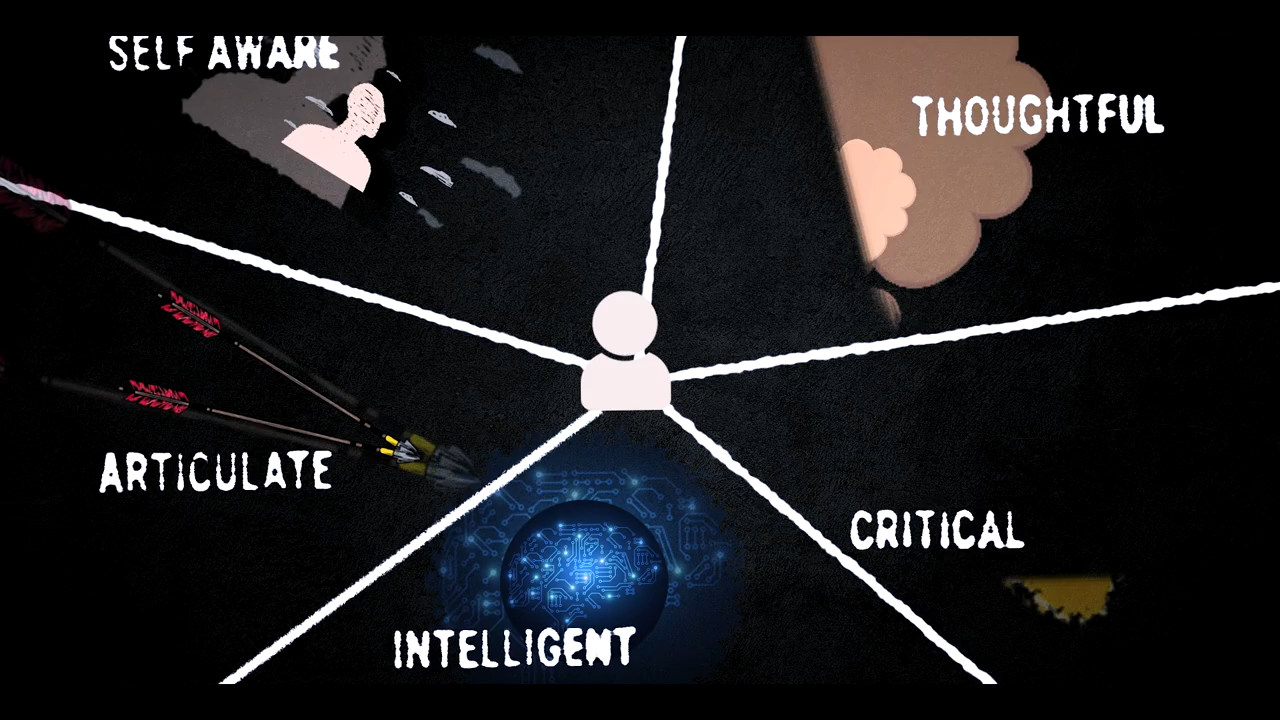 SELF AWARE
THOUGHTFUL
ARTICULATE
CRITICAL
INTELLIGENT